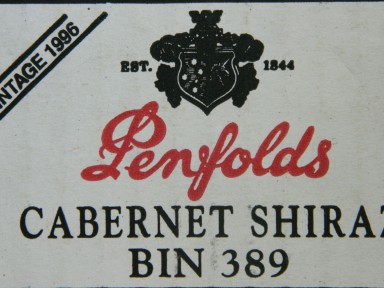 VINTAGE 1996
EST. 1844
Penfolds
CABERNET SHIRAZ
BIN 389